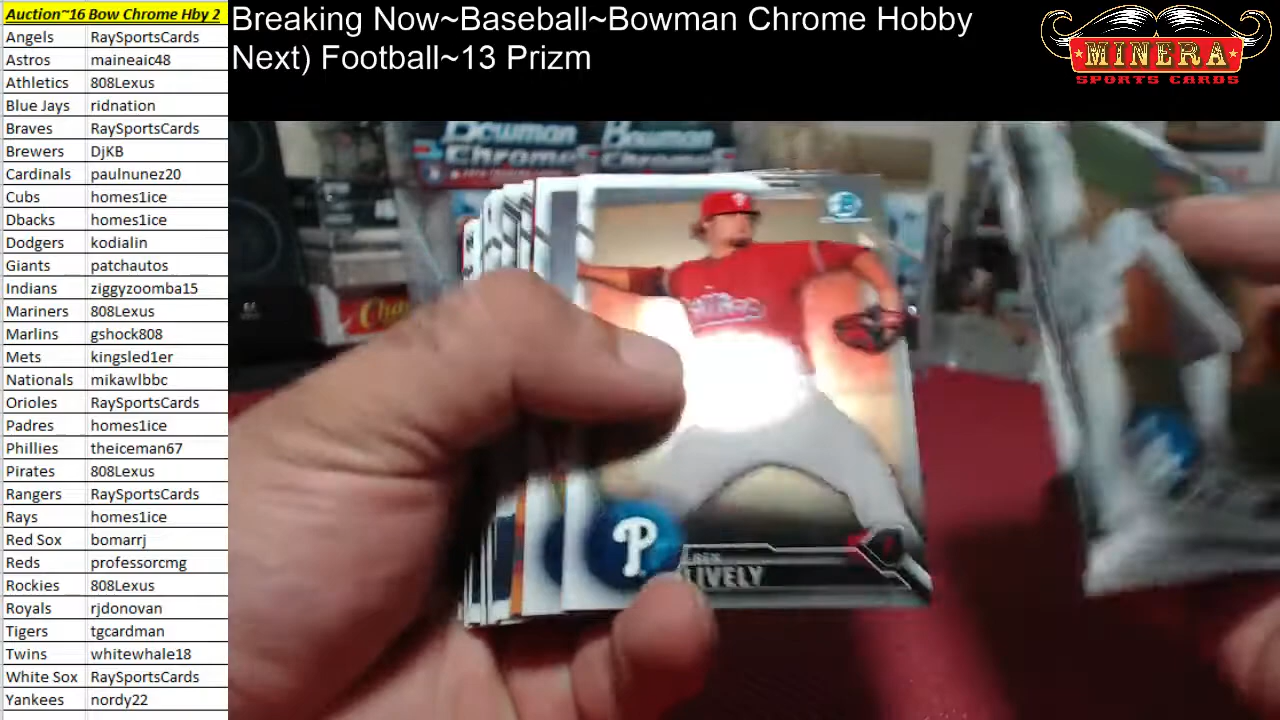 Auction~16 Bow Chrome Hby 2
Angels RaySportsCards
Astros maineaic48
Athletics 808Lexus
Blue Jays ridnation
Braves RaySportsCards
Brewers DjKB
Cardinals paulnunez20
Cubs homes1ice
Dbacks homes1ice
Dodgers kodialin
Giants patchautos
Indians ziggyzoomba15
Mariners 808Lexus
Marlins gshock808
Mets kingsled1er
Nationals mikawlbbc
Orioles RaySportsCards
Padres homes1ice
Phillies theiceman67
Pirates 808Lexus
Rangers RaySportsCards
Rays homes1ice
Red Sox bomarrj
Reds professorcmg
Rockies 808Lexus
Royals rjdonovan
Tigers tgcardman
Twins whitewhale18
White Sox RaySportsCards
Yankees nordy22
Breaking Now~Baseball~Bowman Chrome Hobby
Next) Football~13 Prizm
MINERA
SPORTS CARDS
Bowman Bowman
Chrome Chrome
P
BEN
LIVELY